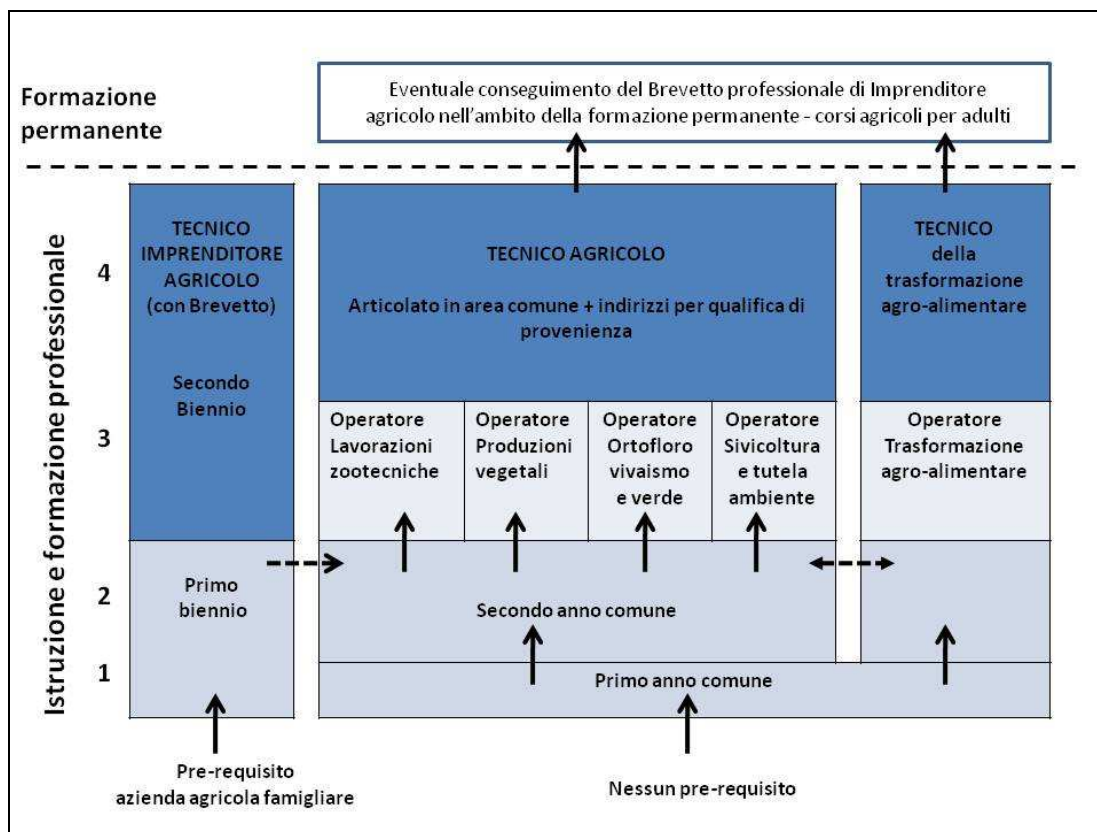 Formazione
permanente
Eventuale conseguimento del Brevetto professionale di Imprenditore
agricolo nell'ambito della formazione permanente - corsi agricoli per adulti
Istruzione e formazione professionale
4
3
2
1
TECNICO
IMPRENDITORE
AGRICOLO
(con Brevetto)
Secondo
Biennio
TECNICO AGRICOLO
Articolato in area comune + indirizzi per qualifica di
provenienza
TECNICO
della
trasformazione
agro-alimentare
Operatore
Lavorazioni
zootecniche
Operatore
Produzioni
vegetali
Operatore
Ortofloro
vivaismo
e verde
Operatore
Sivicoltura
e tutela
ambiente
Operatore
Trasformazione
agro-alimentare
Primo
biennio
Secondo anno comune
Primo anno comune
Pre-requisito
azienda agricola famigliare
Nessun pre-requisito